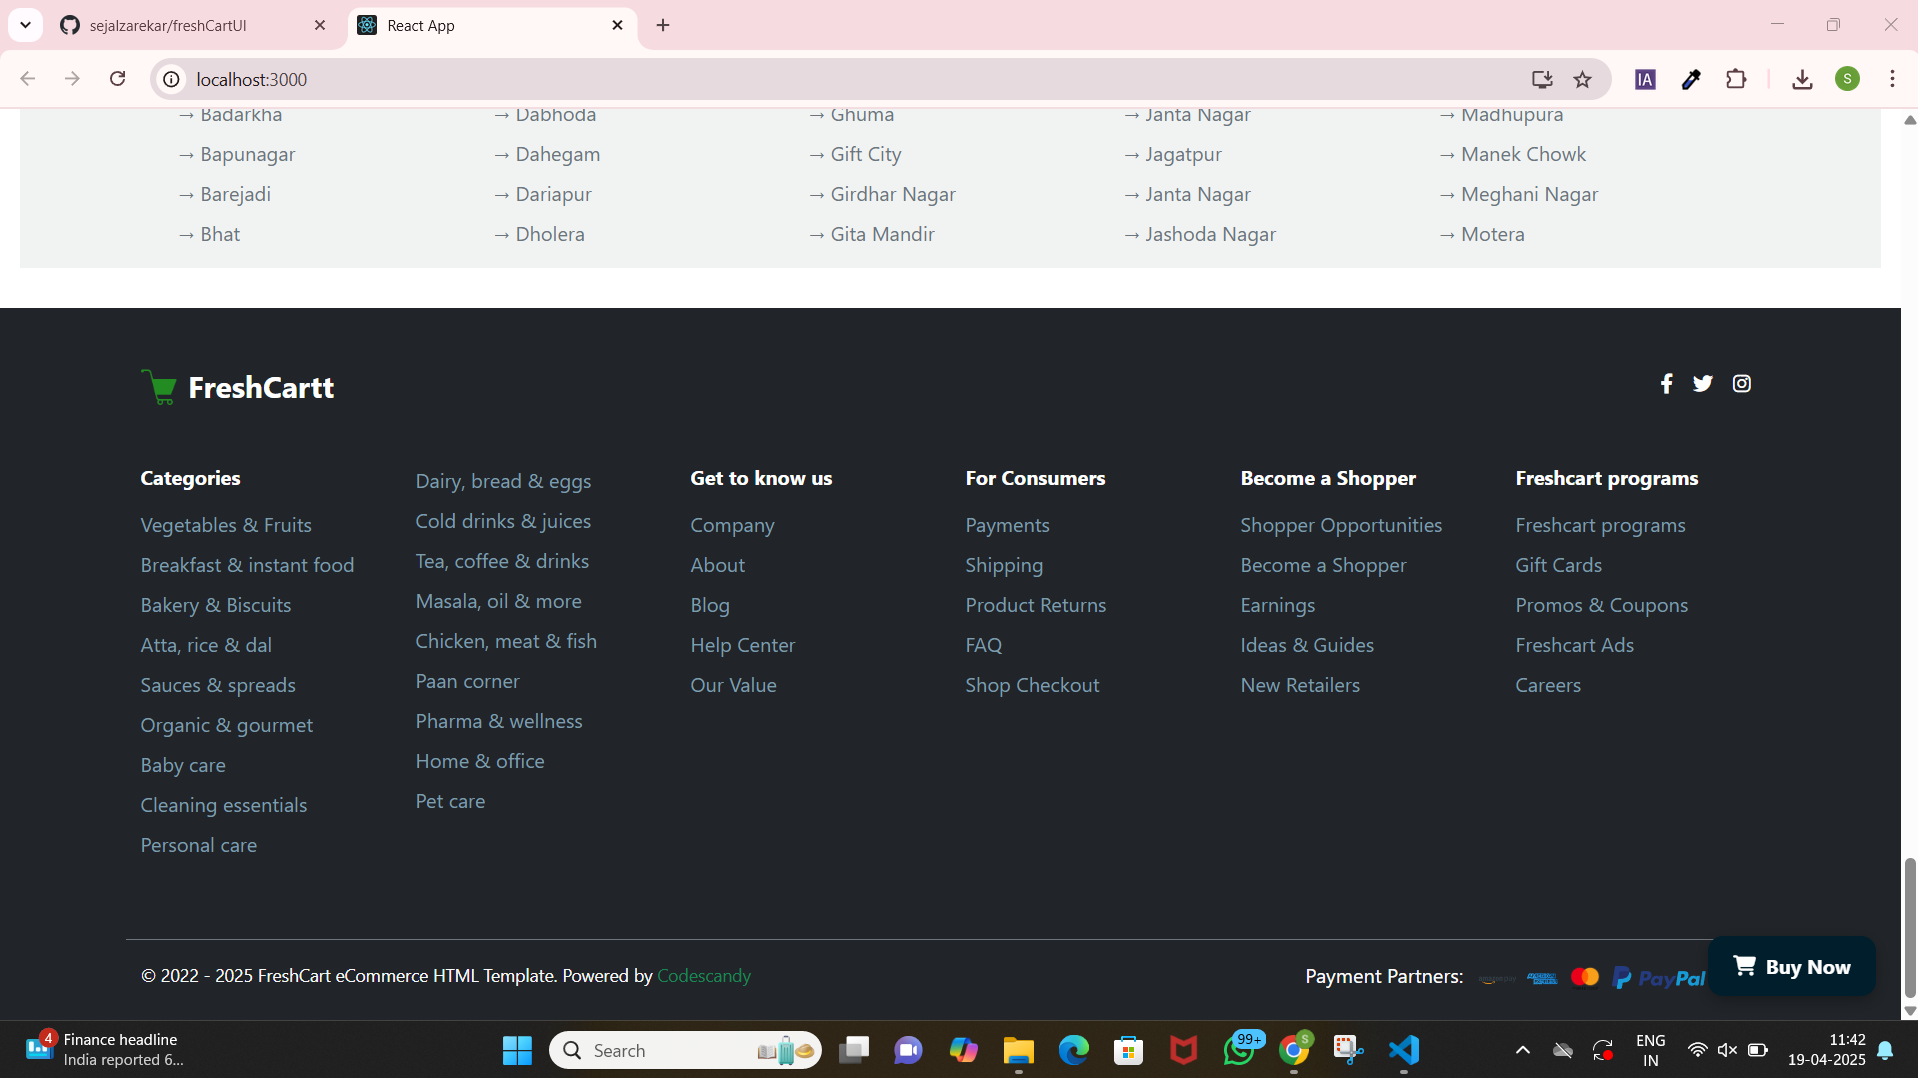 sejalzarekar/freshCartUI
React App
localhost:3000
IA
S
→ Badarkha → Dabhoda → Ghuma → Janta Nagar → Madhupura
→ Bapunagar → Dahegam → Gift City → Jagatpur → Manek Chowk
→ Barejadi → Dariapur → Girdhar Nagar → Janta Nagar → Meghani Nagar
→ Bhat → Dholera → Gita Mandir → Jashoda Nagar → Motera
FreshCartt
Categories
Vegetables & Fruits
Breakfast & instant food
Bakery & Biscuits
Atta, rice & dal
Sauces & spreads
Organic & gourmet
Baby care
Cleaning essentials
Personal care
Dairy, bread & eggs
Cold drinks & juices
Tea, coffee & drinks
Masala, oil & more
Chicken, meat & fish
Paan corner
Pharma & wellness
Home & office
Pet care
Get to know us
Company
About
Blog
Help Center
Our Value
For Consumers
Payments
Shipping
Product Returns
FAQ
Shop Checkout
Become a Shopper
Shopper Opportunities
Become a Shopper
Earnings
Ideas & Guides
New Retailers
Freshcart programs
Freshcart programs
Gift Cards
Promos & Coupons
Freshcart Ads
Careers
© 2022 - 2025 FreshCart eCommerce HTML Template. Powered by Codescandy
Payment Partners:
PayPal
Buy Now
4
Finance headline
India reported 6...
Search
99+
S
ENG
IN
11:42
19-04-2025